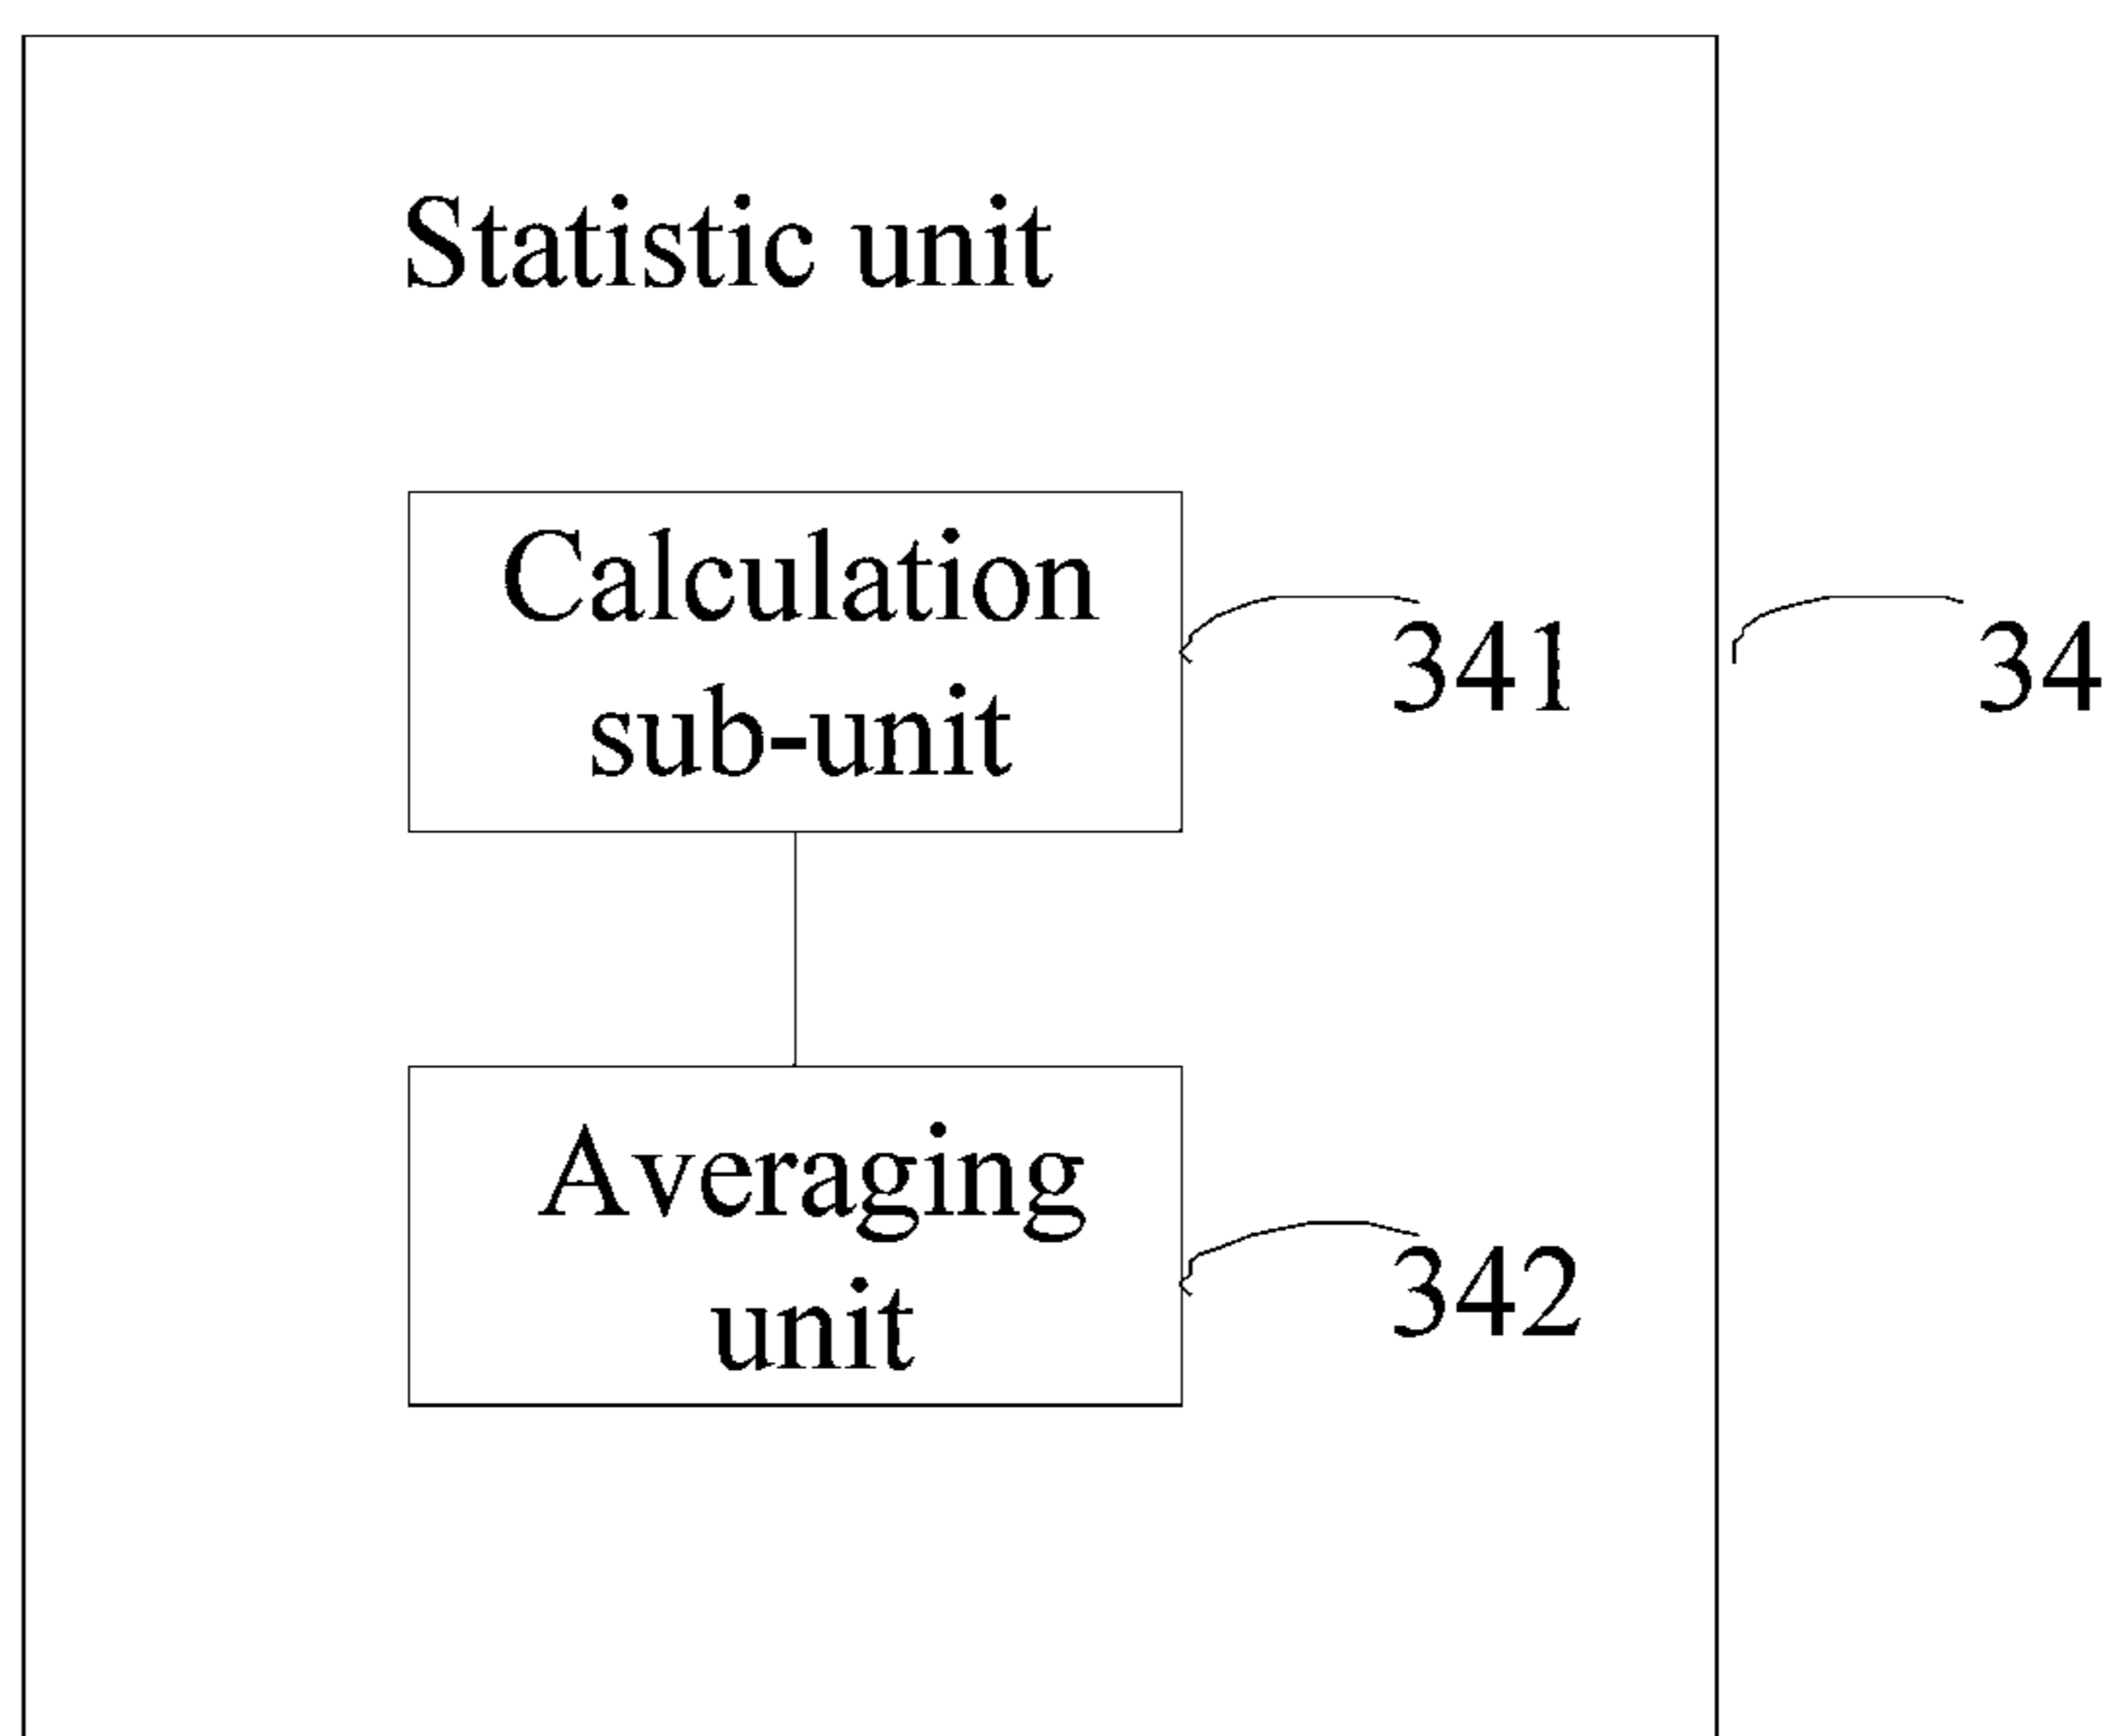 Statistic unit
Calculation
sub-unit
341
34
Averaging
unit
342